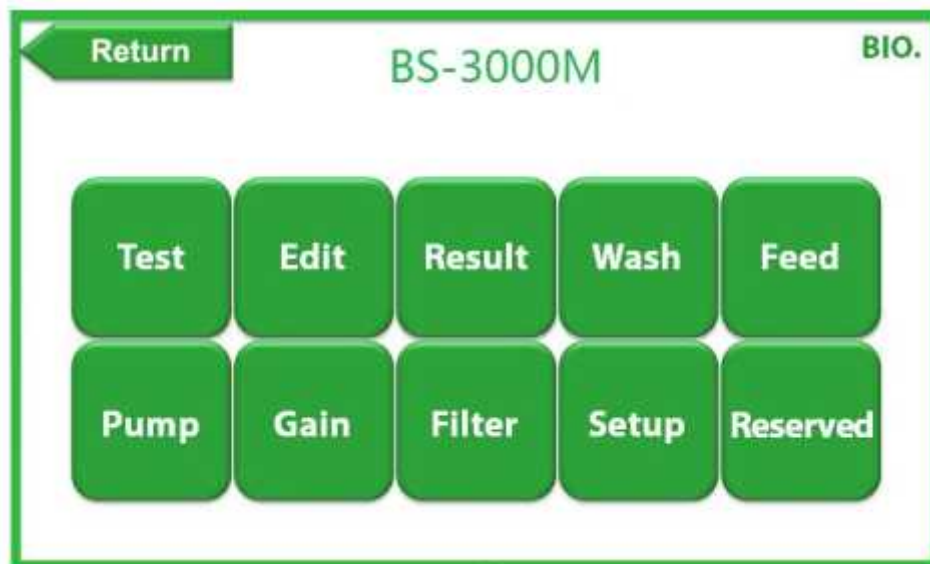 Return
BS-3000M
BIO.
Test Edit Result Wash Feed
Pump Gain Filter Setup Reserved